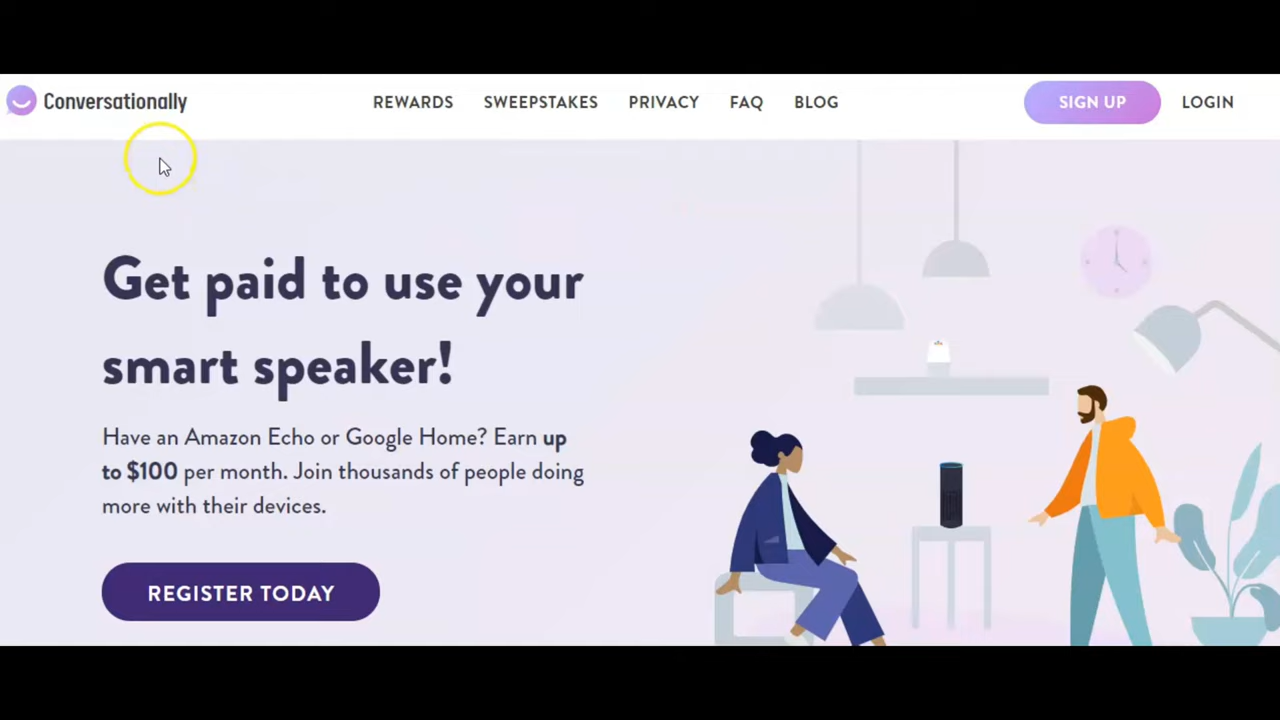 Conversationally
REWARDS SWEEPSTAKES PRIVACY FAQ BLOG
SIGN UP LOGIN
Get paid to use your
smart speaker!
Have an Amazon Echo or Google Home? Earn up
to $100 per month. Join thousands of people doing
more with their devices.
REGISTER TODAY